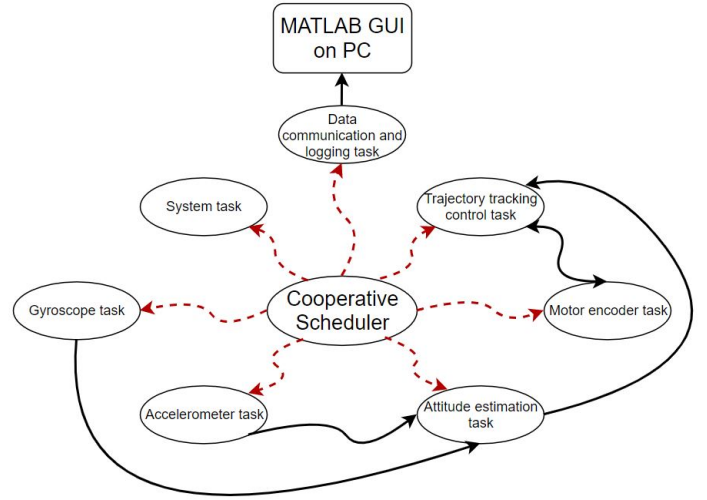 MATLAB GUI
on PC
Data
communication and
logging task
System task
Trajectory tracking
control task
Gyroscope task
Cooperative
Scheduler
Motor encoder task
Accelerometer task
Attitude estimation
task